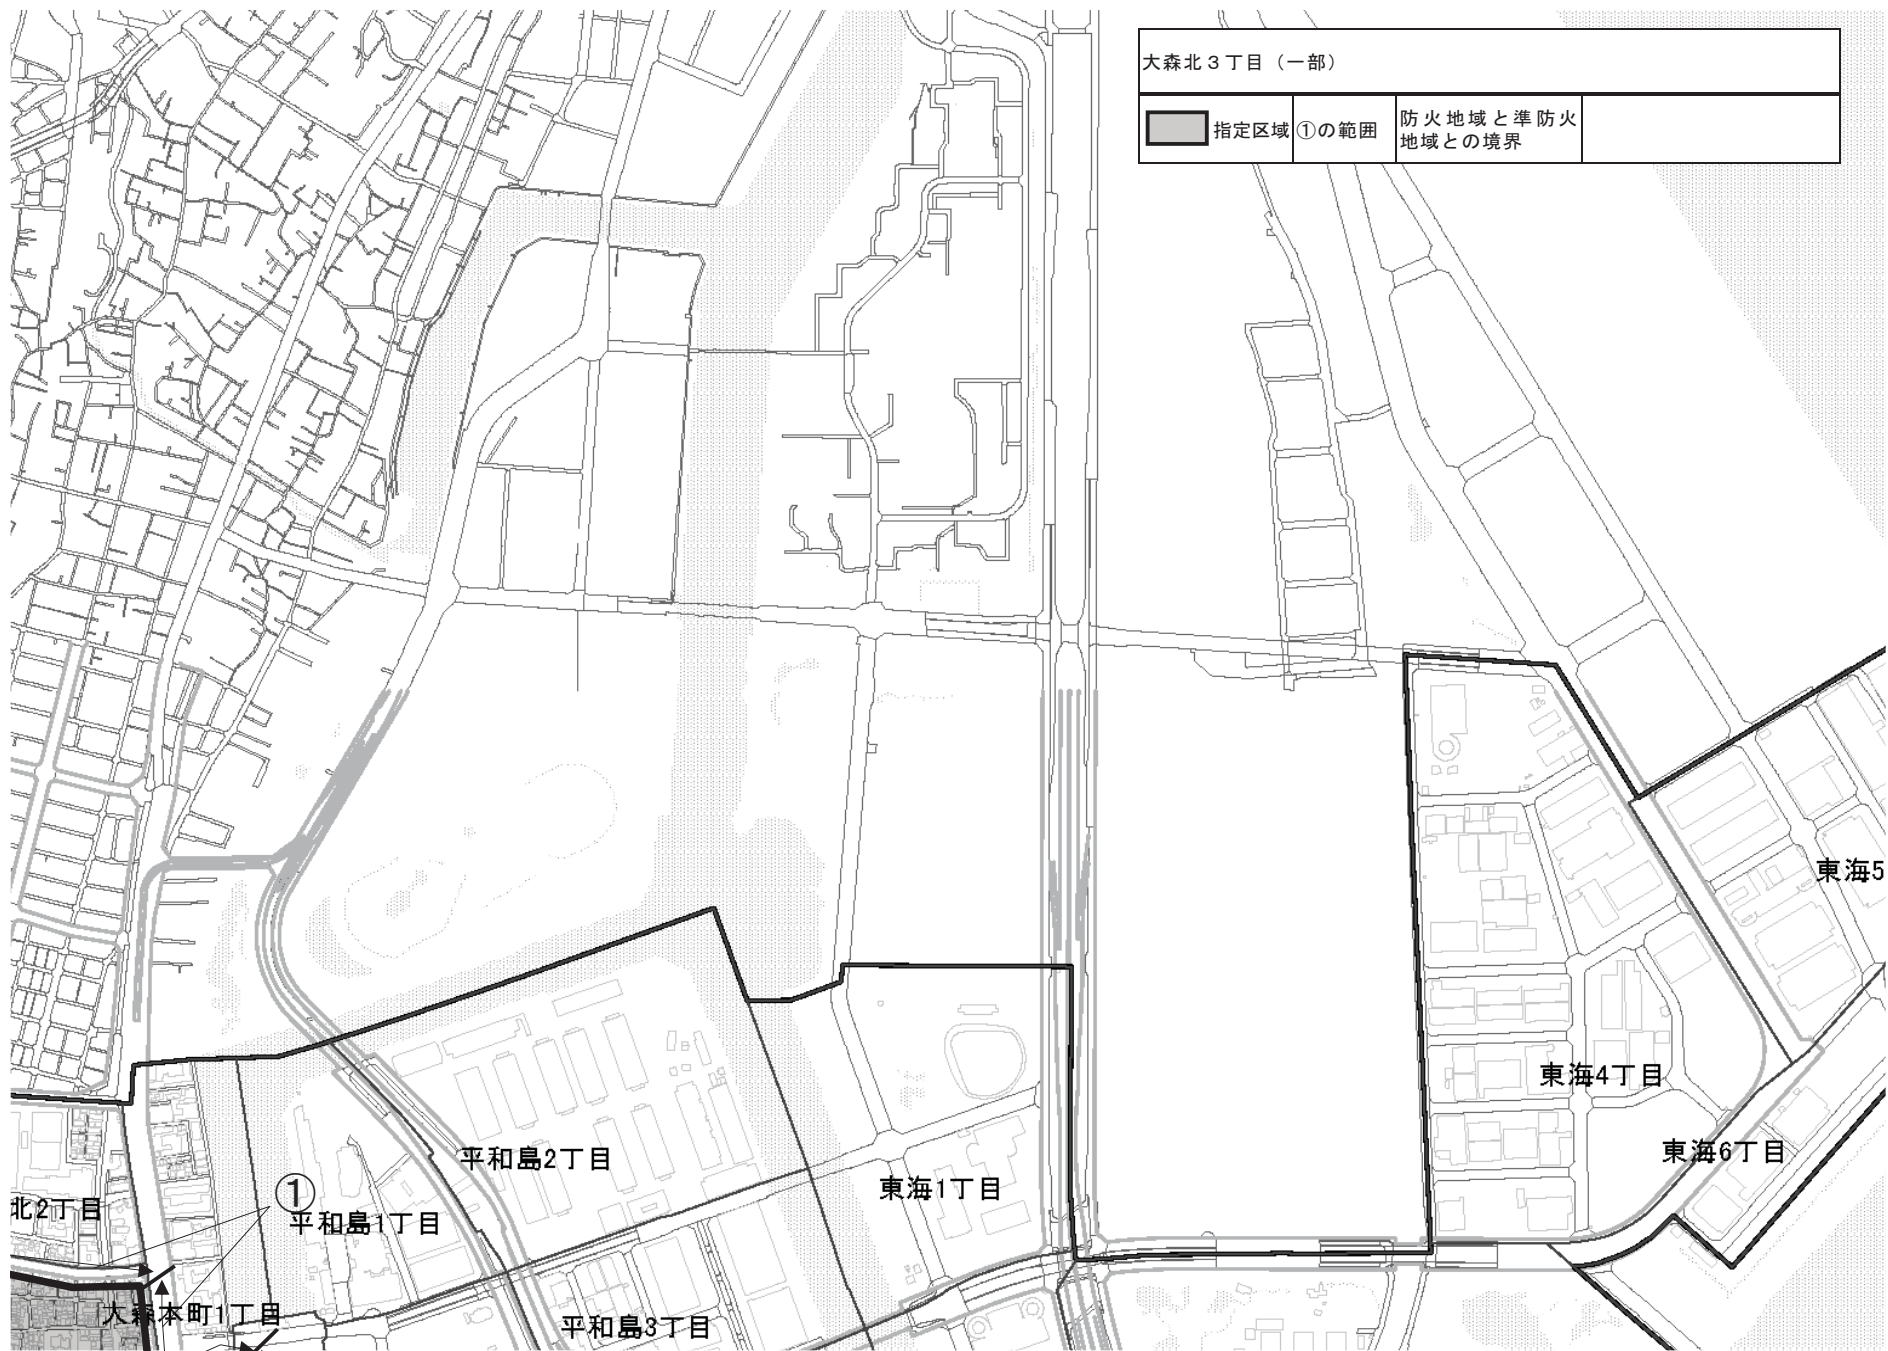 大森北３丁目（一部）
指定区域
①の範囲
防火地域と準防火
地域との境界
東海5
東海4丁目
東海6丁目
平和島2丁目
東海1丁目
①
北2丁目
平和島1丁目
大森本町1丁目
平和島3丁目